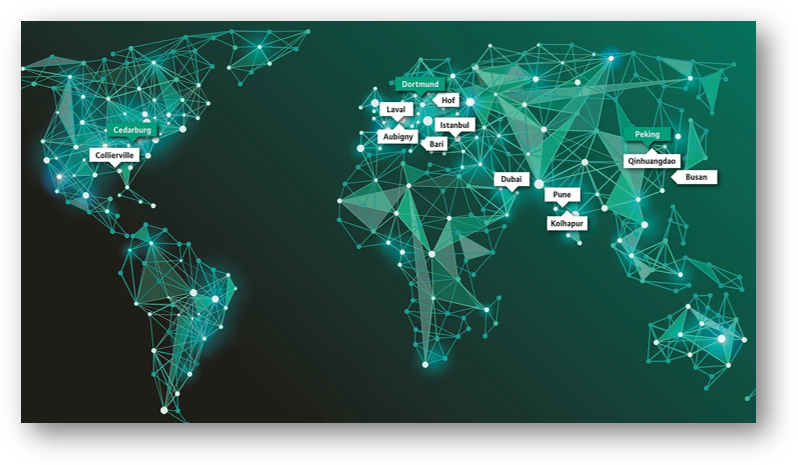 Dortmund
Hof
Laval
Cedarburg
Istanbul
Peking
Aubigny
Bari
Collierville
Qinhuangdao
Dubai
Busan
Pune
Kolhapur